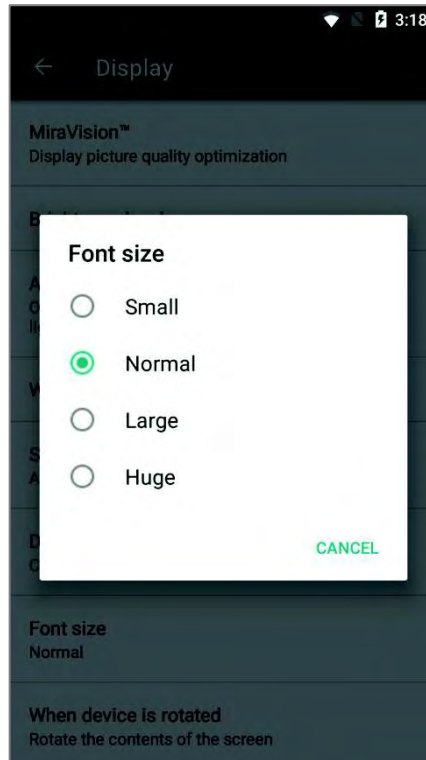 3:18
Display
MiraVision™
Display picture quality optimization
Font size
Small
Normal
Large
Huge
CANCEL
Font size
Normal
When device is rotated
Rotate the contents of the screen